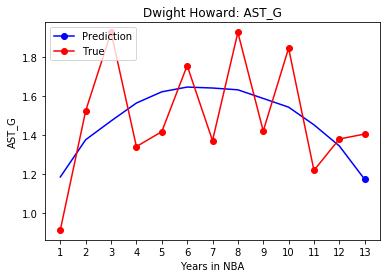 Dwight Howard: AST_G
Prediction
True
AST_G
1.8
1.6
1.4
1.2
1.0
1 2 3 4 5 6 7 8 9 10 11 12 13
Years in NBA